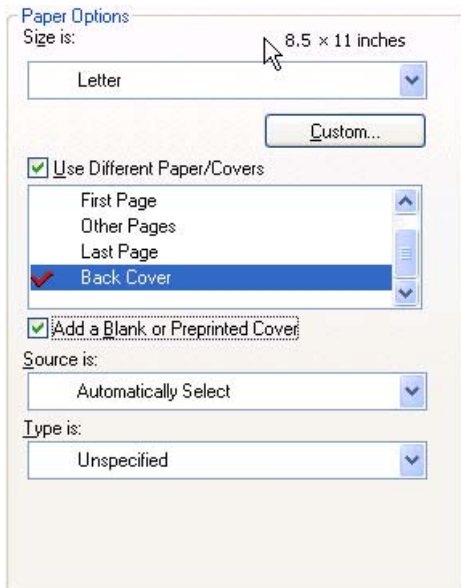 Paper Options
Size is:
8.5 × 11 inches
Letter
Custom...
Use Different Paper/Covers
First Page
Other Pages
Last Page
Back Cover
Add a Blank or Preprinted Cover
Source is:
Automatically Select
Type is:
Unspecified